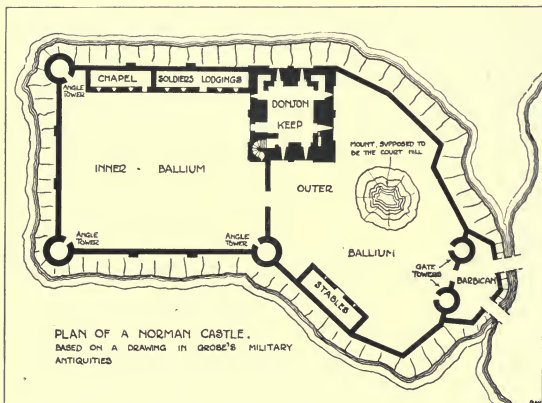 CHAPEL
SOLDIERS LODGINGS
ANGLE
TOWER
DONJON
KEEP
MOUNT, SUPPOSED TO
BE THE COURT HILL
INNER - BALLIUM
OUTER
ANGLE
TOWER
ANGLE
TOWER
BALLIUM
GATE
TOWERS
BARBICAN
STABLES
PLAN OF A NORMAN CASTLE.
BASED ON A DRAWING IN GROSE'S MILITARY
ANTIQUITIES